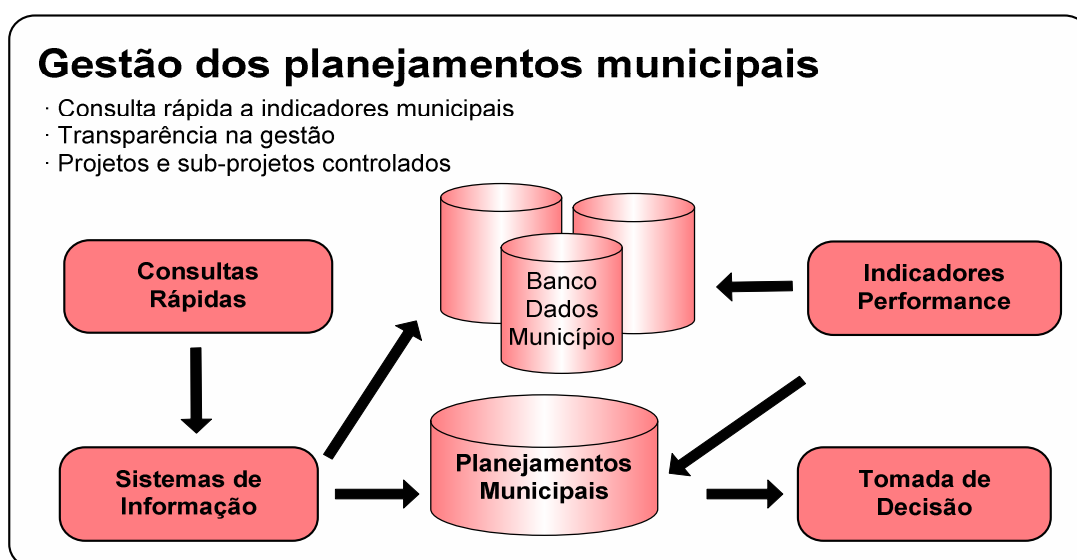 Gestão dos planejamentos municipais
· Consulta rápida a indicadores municipais
· Transparência na gestão
· Projetos e sub-projetos controlados
Consultas
Rápidas
Banco
Dados
Município
Indicadores
Performance
Sistemas de
Informação
Planejamentos
Municipais
Tomada de
Decisão